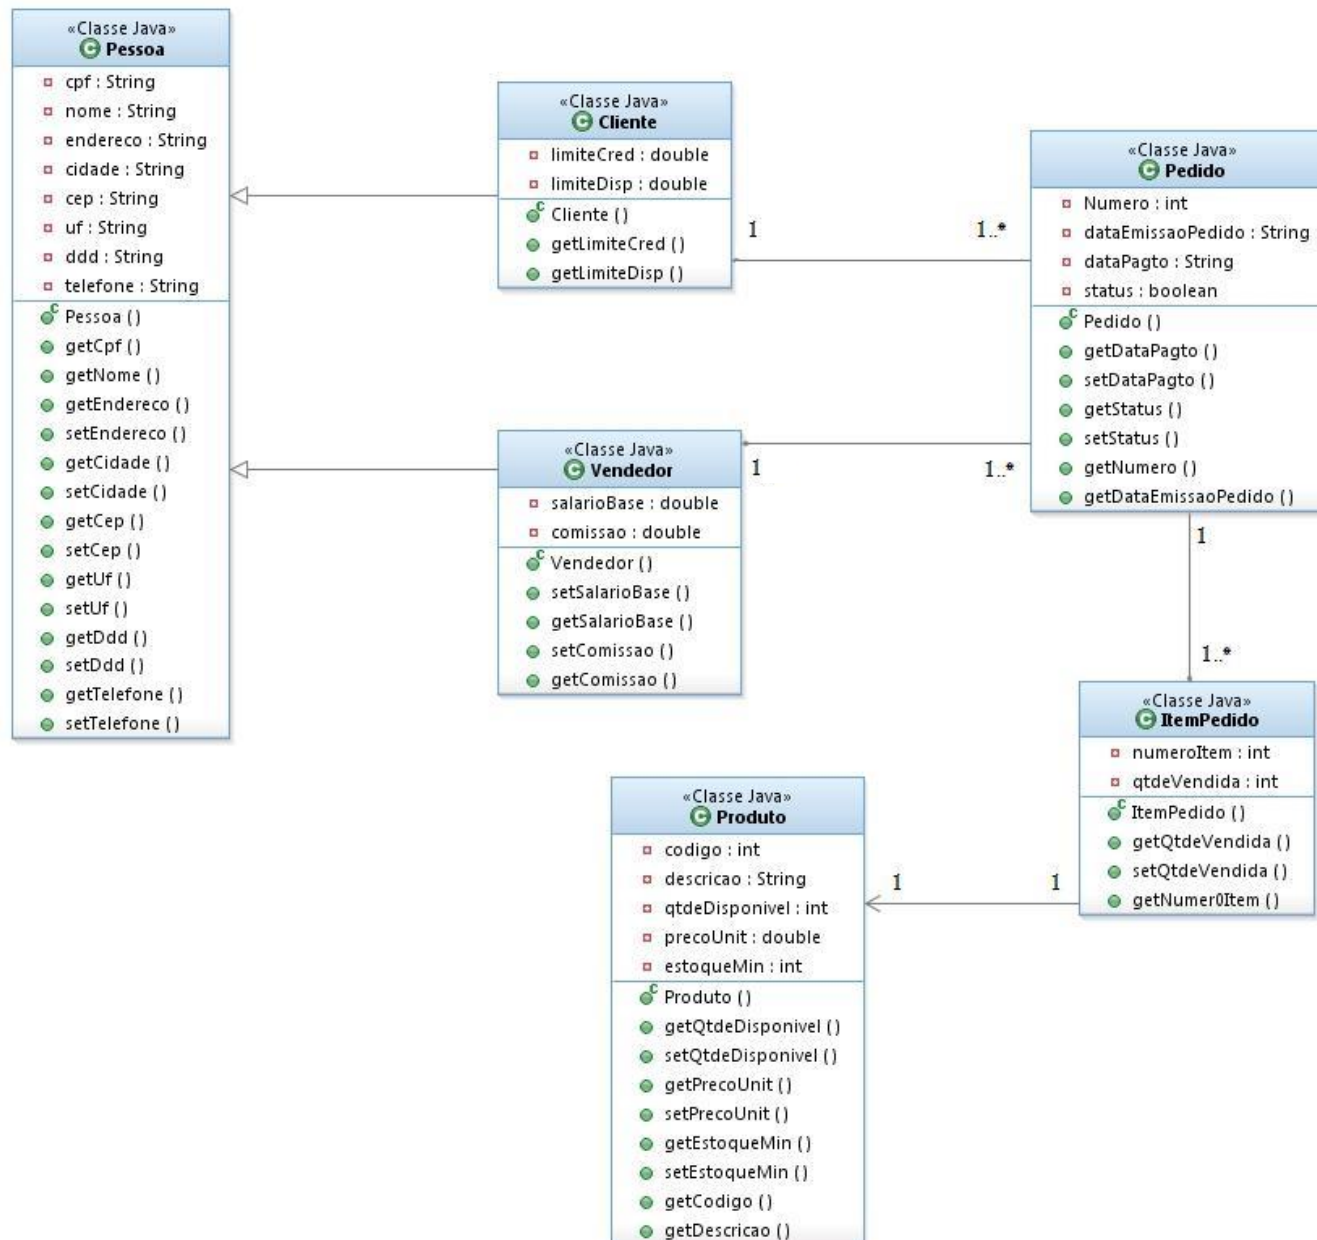 «Classe Java»
Pessoa
cpf : String
nome : String
endereco : String
cidade : String
cep : String
uf : String
ddd : String
telefone : String
Pessoa ()
getCpf ()
getNome ()
getEndereco ()
setEndereco ()
getCidade ()
setCidade ()
getCep ()
setCep ()
getUf ()
setUf ()
getDdd ()
setDdd ()
getTelefone ()
setTelefone ()
«Classe Java»
Cliente
limiteCred : double
limiteDisp : double
Cliente ()
getLimiteCred ()
getLimiteDisp ()
1
1..*
«Classe Java»
Pedido
Numero : int
dataEmissaoPedido : String
dataPagto : String
status : boolean
Pedido ()
getDataPagto ()
setDataPagto ()
getStatus ()
setStatus ()
getNumero ()
getDataEmissaoPedido ()
«Classe Java»
Vendedor
salarioBase : double
comissao : double
Vendedor ()
setSalarioBase ()
getSalarioBase ()
setComissao ()
getComissao ()
1
1..*
1
1..*
«Classe Java»
ItemPedido
numeroItem : int
qtdeVendida : int
ItemPedido ()
getQtdeVendida ()
setQtdeVendida ()
getNumer0Item ()
1
1
«Classe Java»
Produto
codigo : int
descricao : String
qtdeDisponivel : int
precoUnit : double
estoqueMin : int
Produto ()
getQtdeDisponivel ()
setQtdeDisponivel ()
getPrecoUnit ()
setPrecoUnit ()
getEstoqueMin ()
setEstoqueMin ()
getCodigo ()
getDescricao ()